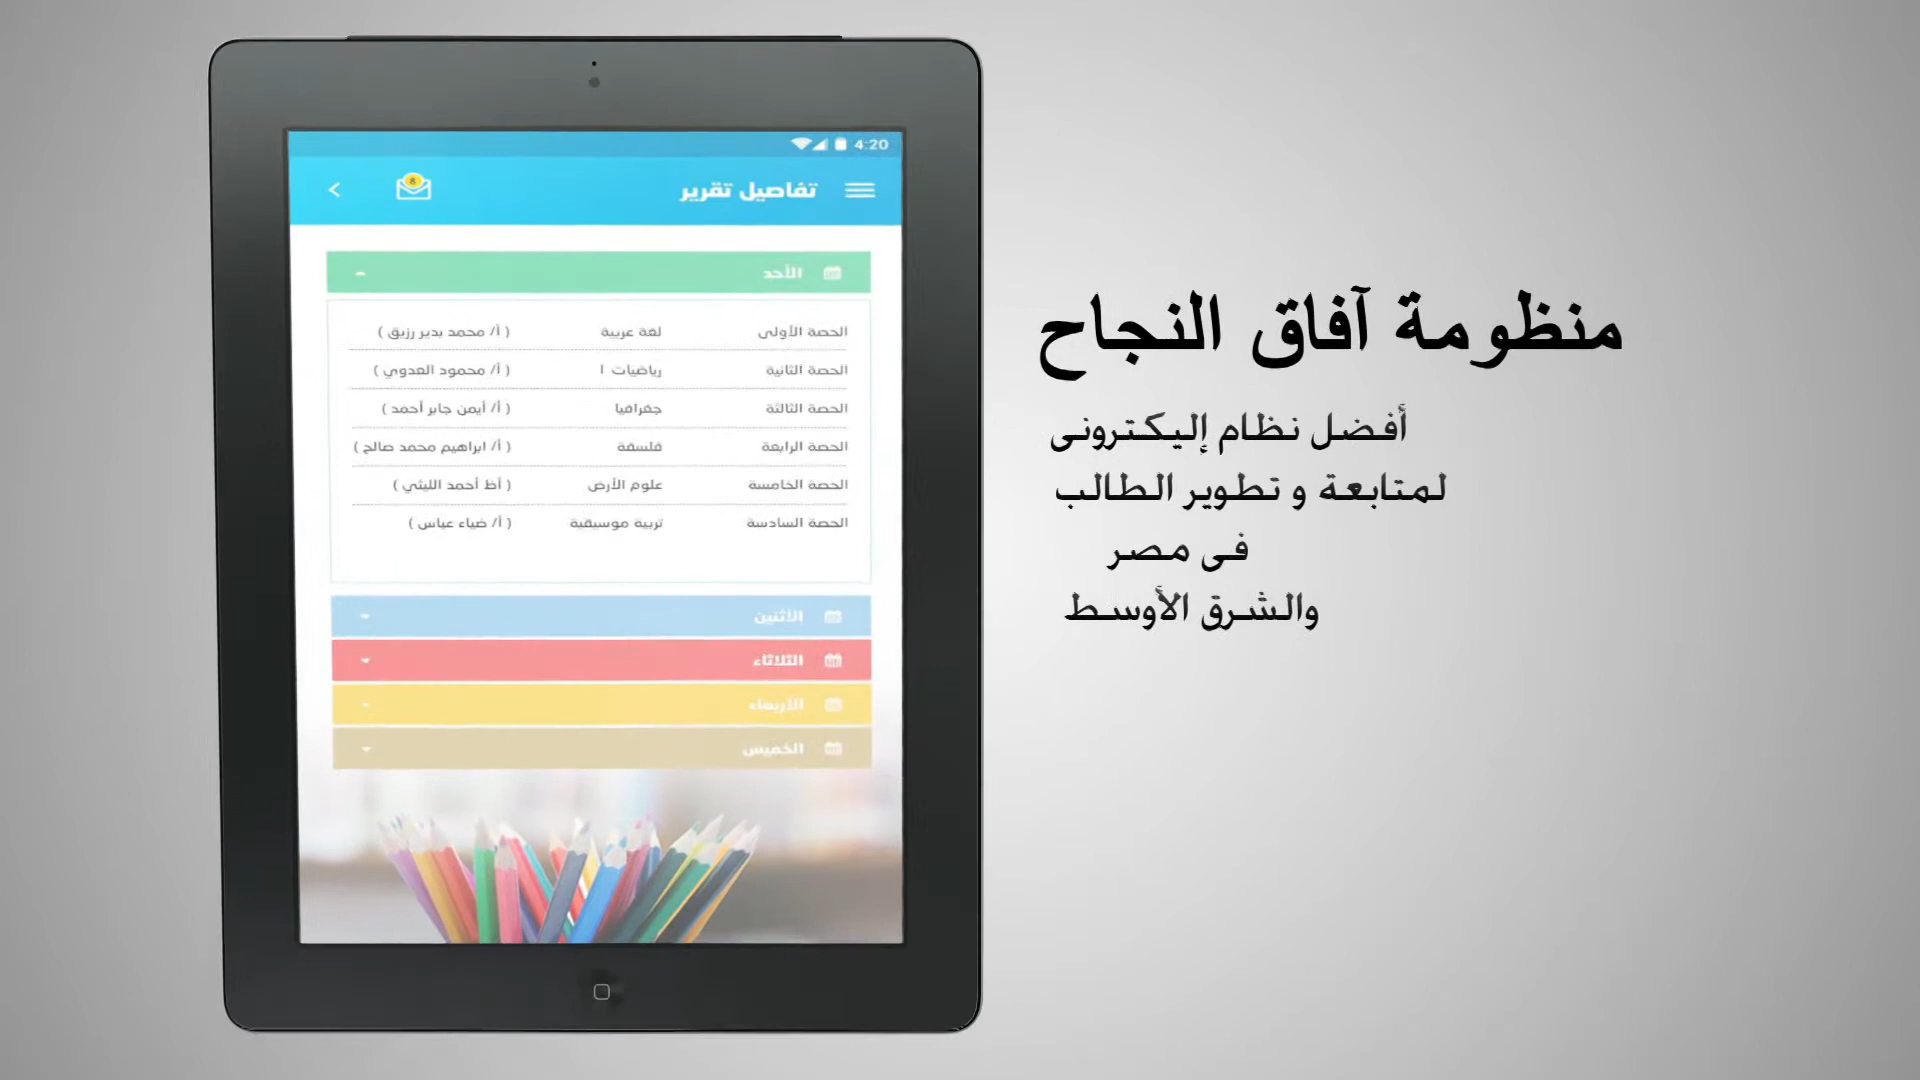 4:20
تفاصيل تقرير
8
الأحد
الحصة الأولى لغة عربية ( أ/ محمد بدير رزيق )
الحصة الثانية رياضيات ١ ( أ/ محمود العدوي )
الحصة الثالثة جغرافيا ( أ/ أيمن جابر أحمد )
الحصة الرابعة فلسفة ( أ/ ابراهيم محمد صالح )
الحصة الخامسة علوم الأرض ( أظ أحمد الليثي )
الحصة السادسة تربية موسيقية ( أ/ ضياء عباس )
الأثنين
الثلاثاء
الأربعاء
الخميس
منظومة آفاق النجاح
أفضل نظام إليكترونى
لمتابعة و تطوير الطالب
فى مصر
والشرق الأوسط